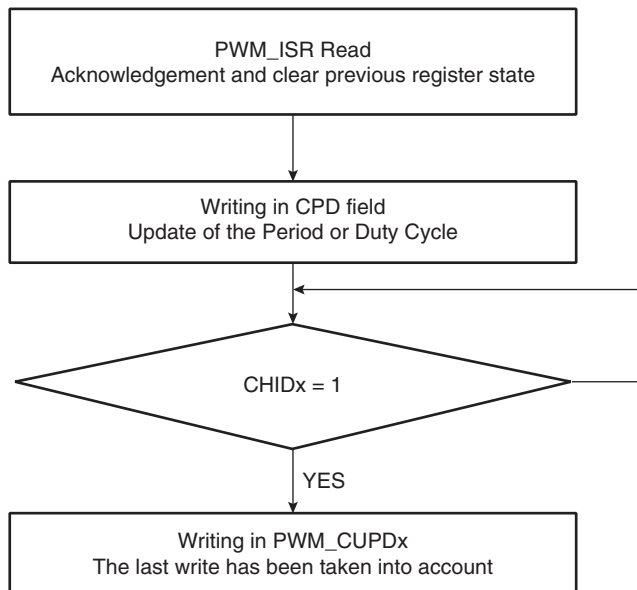 PWM_ISR Read
Acknowledgement and clear previous register state
Writing in CPD field
Update of the Period or Duty Cycle
CHIDx = 1
YES
Writing in PWM_CUPDx
The last write has been taken into account